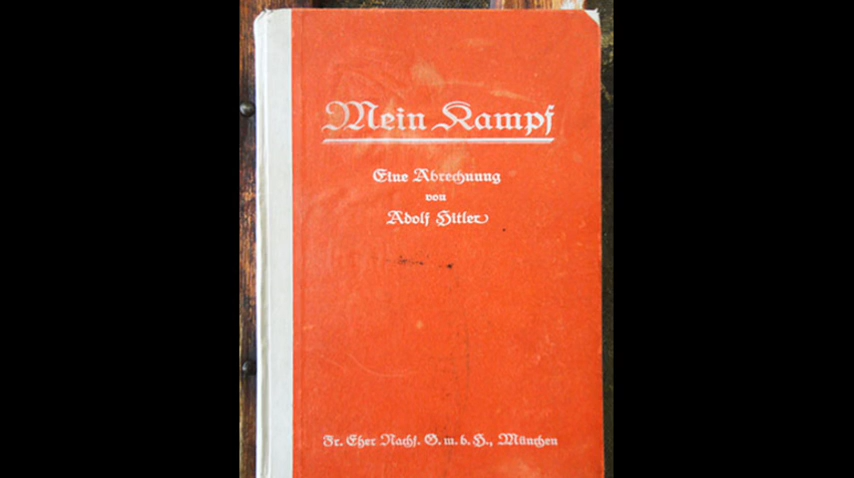 Mein Kampf
Eine Abrechnung
von
Adolf Hitler
Fr. Eher Nachf. G. m. b. H., München